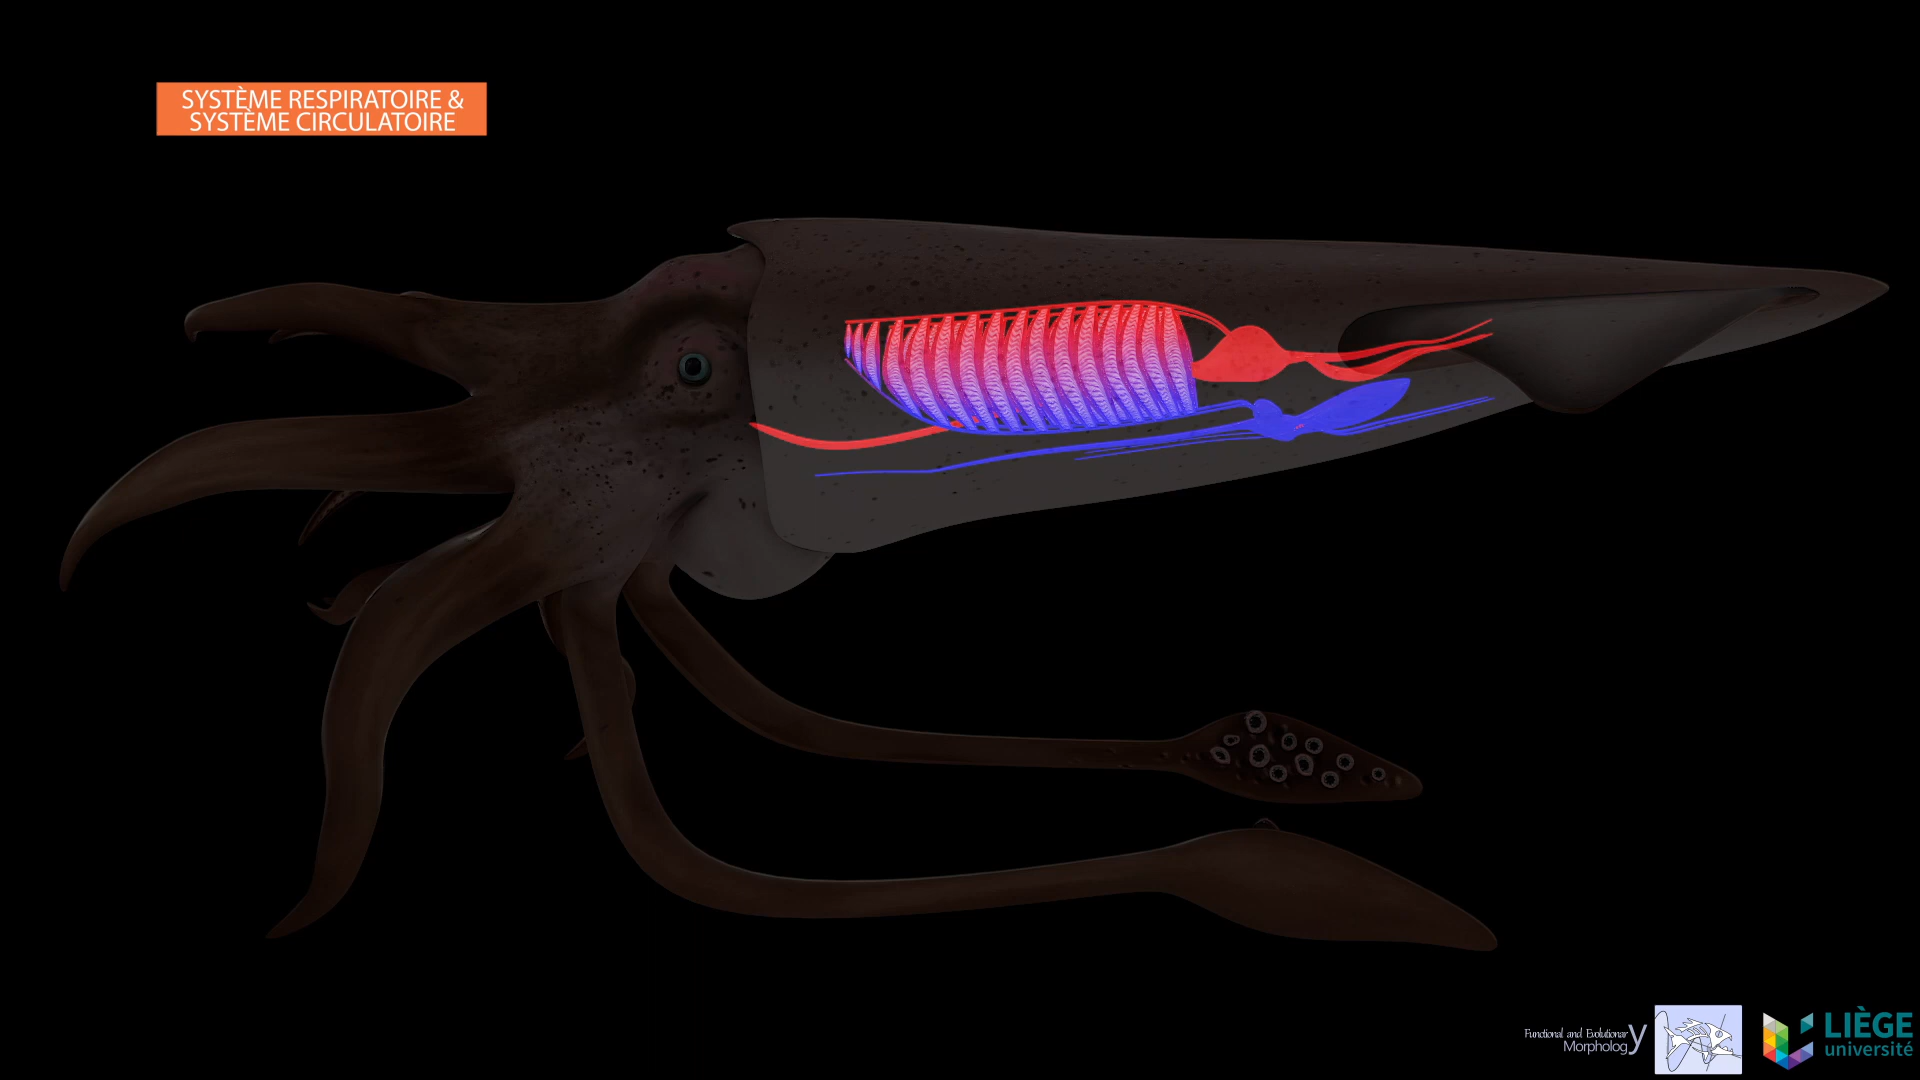 SYSTÈME RESPIRATOIRE &
SYSTÈME CIRCULATOIRE
Functional and Evolutionary
Morphology
LIÈGE
université